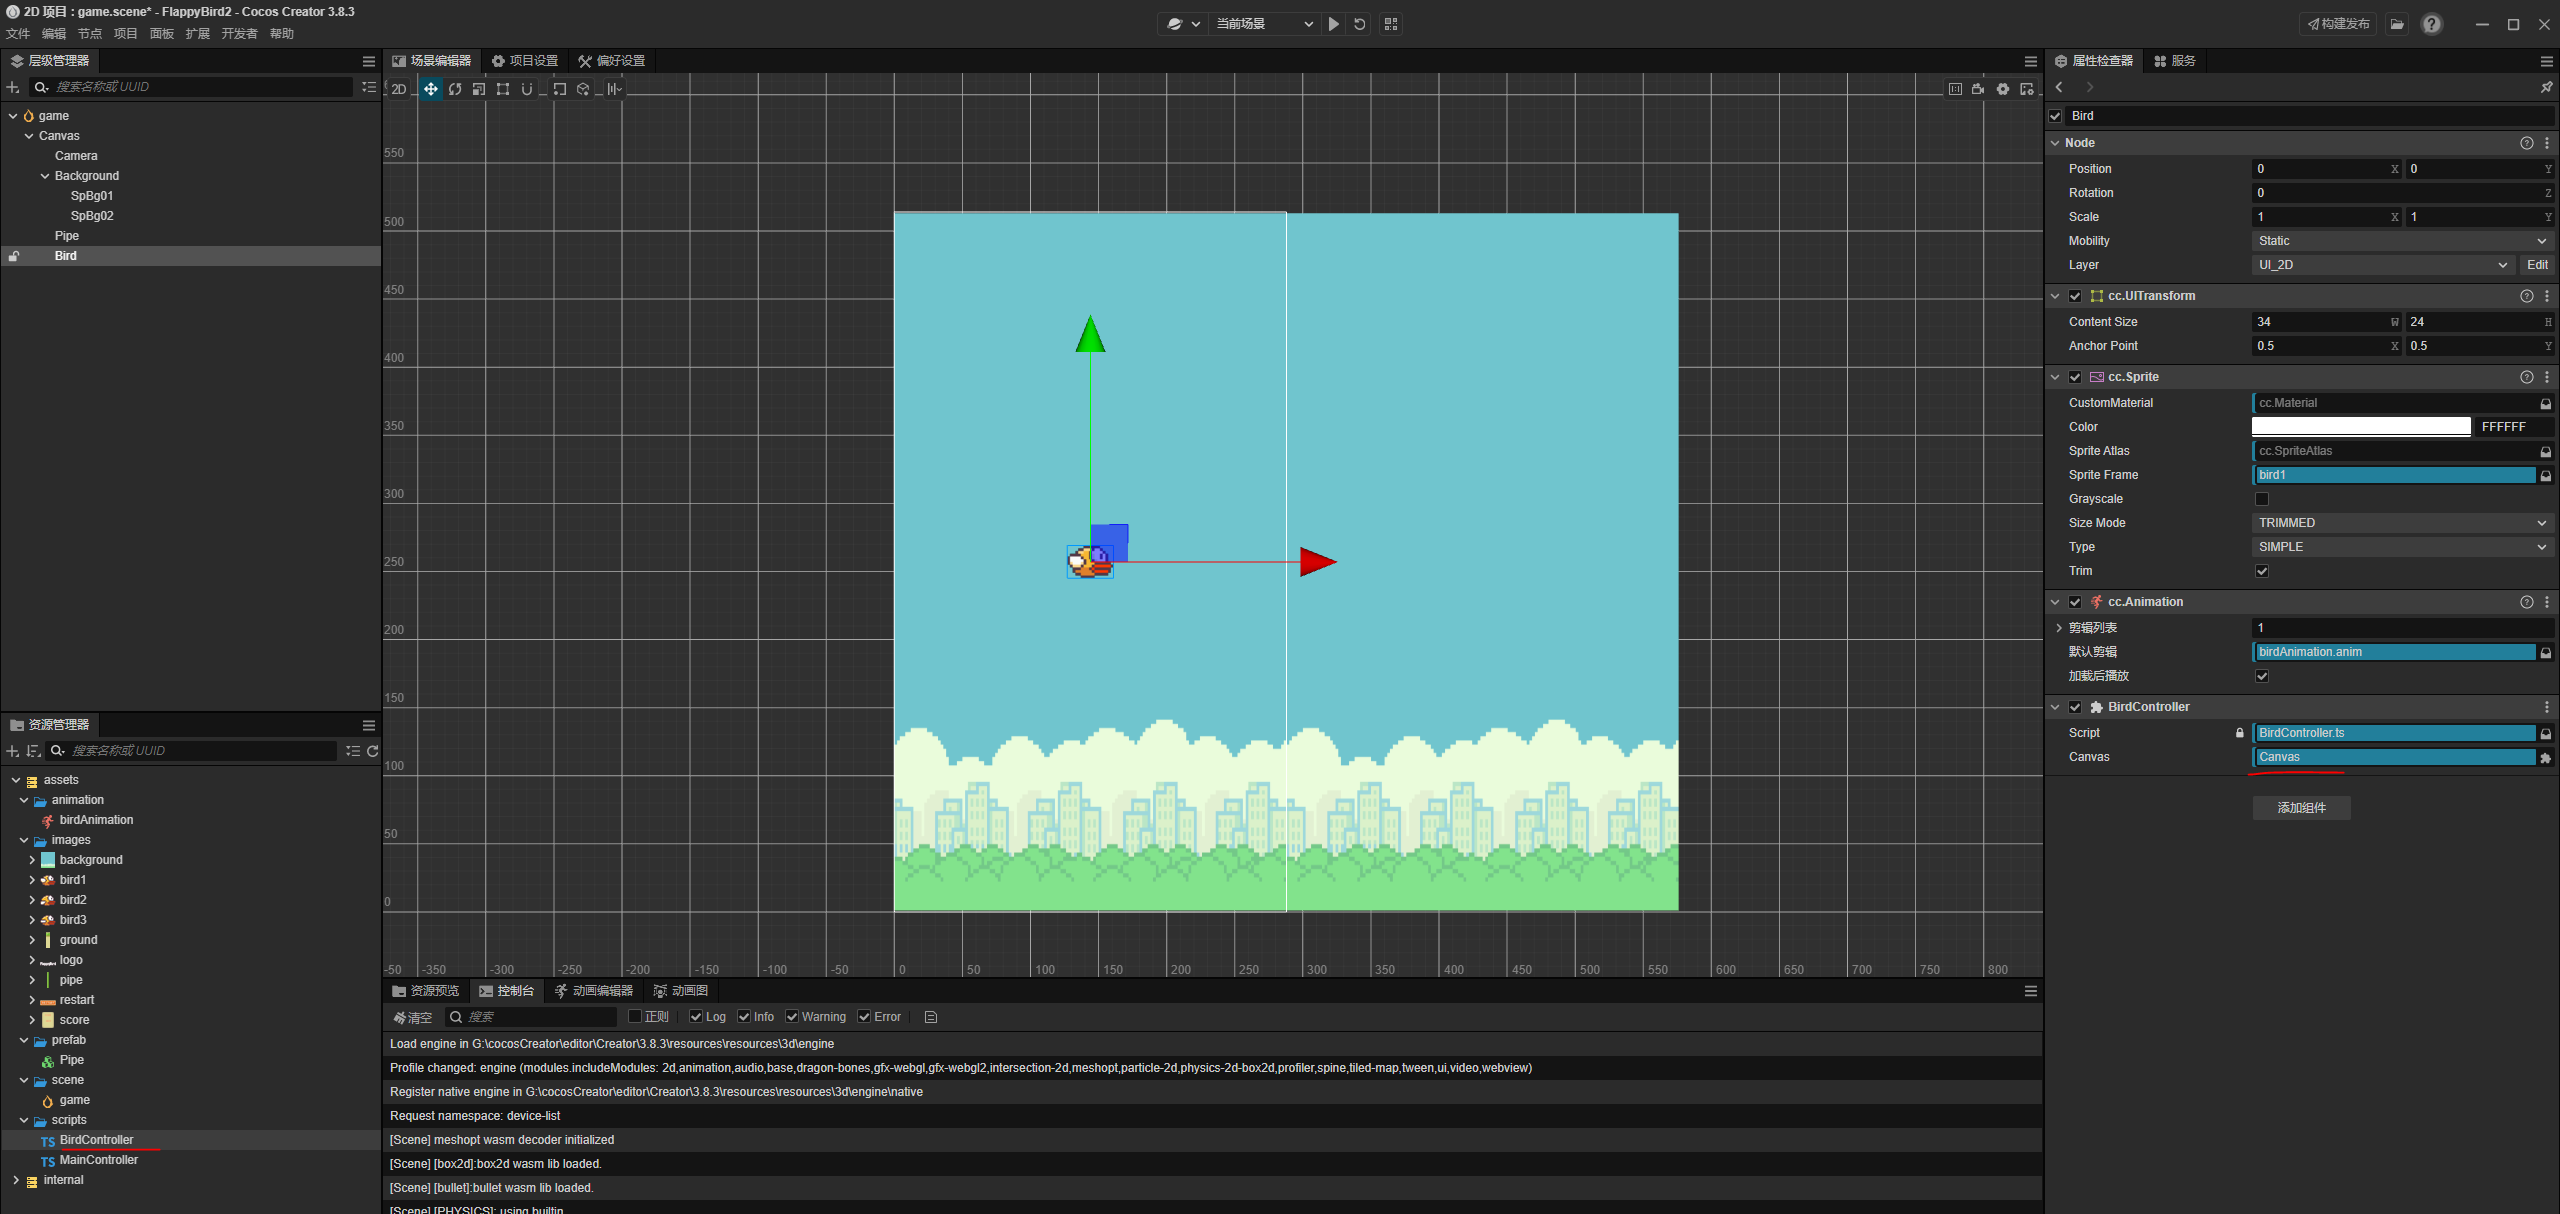 2D 项目 : game.scene* - FlappyBird2 - Cocos Creator 3.8.3
文件 编辑 节点 项目 面板 扩展 开发者 帮助
当前场景
构建发布
层级管理器
搜索名称或 UUID
game
Canvas
Camera
Background
SpBg01
SpBg02
Pipe
Bird
资源管理器
搜索名称或 UUID
assets
animation
birdAnimation
images
background
bird1
bird2
bird3
ground
logo
pipe
restart
score
prefab
Pipe
scene
game
scripts
TS BirdController
TS MainController
internal
场景编辑器 项目设置 偏好设置
2D
550
500
450
400
350
300
250
200
150
100
50
0
-50 -350 -300 -250 -200 -150 -100 -50 0 50 100 150 200 250 300 350 400 450 500 550 600 650 700 750 800
资源预览 控制台 动画编辑器 动画图
清空 搜索 正则 Log Info Warning Error
Load engine in G:\cocosCreator\editor\Creator\3.8.3\resources\resources\3d\engine
Profile changed: engine (modules.includeModules: 2d,animation,audio,base,dragon-bones,gfx-webgl,gfx-webgl2,intersection-2d,meshopt,particle-2d,physics-2d-box2d,profiler,spine,tiled-map,tween,ui,video,webview)
Register native engine in G:\cocosCreator\editor\Creator\3.8.3\resources\resources\3d\engine\native
Request namespace: device-list
[Scene] meshopt wasm decoder initialized
[Scene] [box2d]:box2d wasm lib loaded.
[Scene] [bullet]:bullet wasm lib loaded.
[Scene] [PHYSICS]: using builtin
属性检查器 服务
Bird
Node
Position 0 X 0 Y
Rotation 0 Z
Scale 1 X 1 Y
Mobility Static
Layer UI_2D Edit
cc.UITransform
Content Size 34 W 24 H
Anchor Point 0.5 X 0.5 Y
cc.Sprite
CustomMaterial cc.Material
Color FFFFFF
Sprite Atlas cc.SpriteAtlas
Sprite Frame bird1
Grayscale
Size Mode TRIMMED
Type SIMPLE
Trim
cc.Animation
剪辑列表 1
默认剪辑 birdAnimation.anim
加载后播放
BirdController
Script BirdController.ts
Canvas Canvas
添加组件